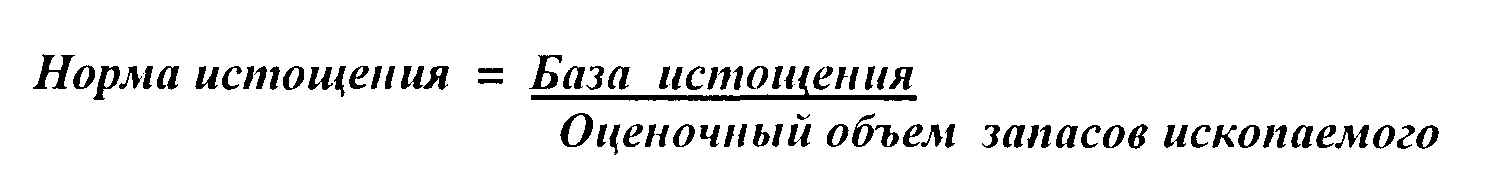 Норма истощения = База истощения
Оценочный объем запасов ископаемого